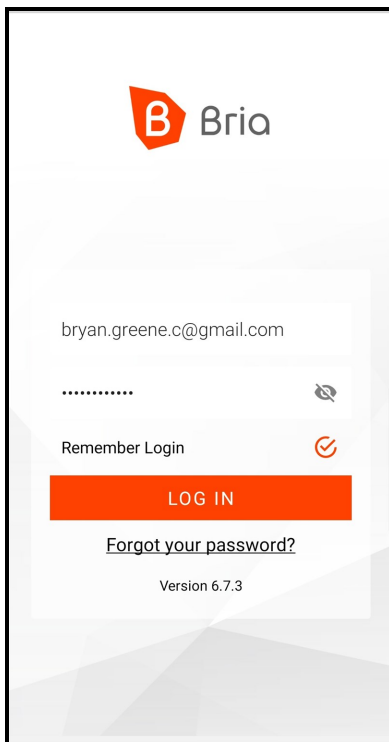 B Bria
bryan.greene.c@gmail.com
••••••••••••
Remember Login
LOG IN
Forgot your password?
Version 6.7.3